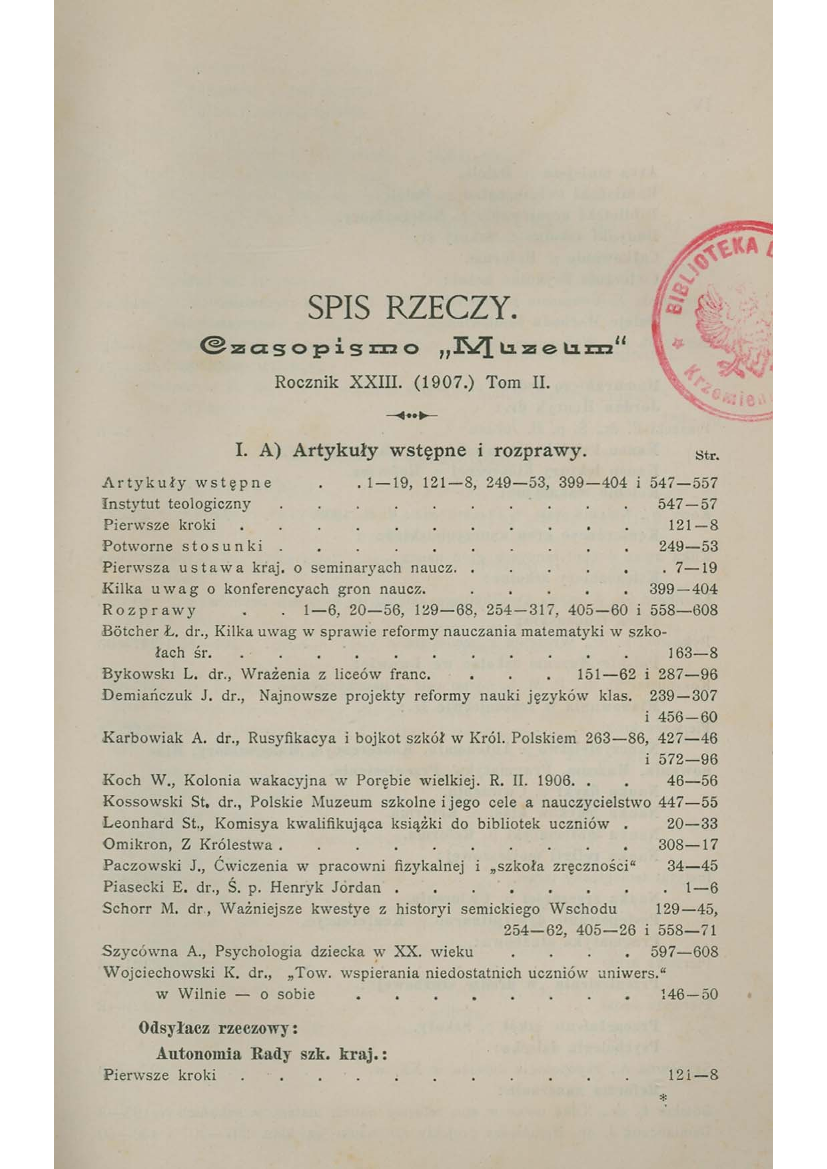 SPIS RZECZY.
Czasopismo „Muzeum“
Rocznik XXIII. (1907.) Tom II.
I. A) Artykuły wstępne i rozprawy.
Str.
Artykuły wstępne . . 1—19, 121—8, 249—53, 399—404 i 547—557
Instytut teologiczny . . . . . . . . . . 547—57
Pierwsze kroki . . . . . . . . . . . 121—8
Potworne stosunki . . . . . . . . . . 249—53
Pierwsza ustawa kraj. o seminaryach naucz. . . . . . . 7—19
Kilka uwag o konferencyach gron naucz. . . . . . 399—404
Rozprawy . . 1—6, 20—56, 129—68, 254—317, 405—60 i 558—608
Bötcher Ł. dr., Kilka uwag w sprawie reformy nauczania matematyki w szko-
łach śr. . . . . . . . . . . . 163—8
Bykowski L. dr., Wrażenia z liceów franc. . . . . 151—62 i 287—96
Demiańczuk J. dr., Najnowsze projekty reformy nauki języków klas. 239—307
i 456—60
Karbowiak A. dr., Rusyfikacya i bojkot szkół w Król. Polskiem 263—86, 427—46
i 572—96
Koch W., Kolonia wakacyjna w Porębie wielkiej. R. II. 1906. . . 46—56
Kossowski St. dr., Polskie Muzeum szkolne i jego cele a nauczycielstwo 447—55
Leonhard St., Komisya kwalifikująca książki do bibliotek uczniów . 20—33
Omikron, Z Królestwa . . . . . . . . . . 308—17
Paczowski J., Ćwiczenia w pracowni fizykalnej i „szkoła zręczności“ 34—45
Piasecki E. dr., Ś. p. Henryk Jordan . . . . . . . . 1—6
Schorr M. dr., Ważniejsze kwestye z historyi semickiego Wschodu 129—45,
254—62, 405—26 i 558—71
Szycówna A., Psychologia dziecka w XX. wieku . . . . 597—608
Wojciechowski K. dr., „Tow. wspierania niedostatnich uczniów uniwers.“
w Wilnie — o sobie . . . . . . . . 146—50
Odsyłacz rzeczowy:
Autonomia Rady szk. kraj.:
Pierwsze kroki . . . . . . . . . . . 121—8
*
BIBLIOTEKA
Krzemien